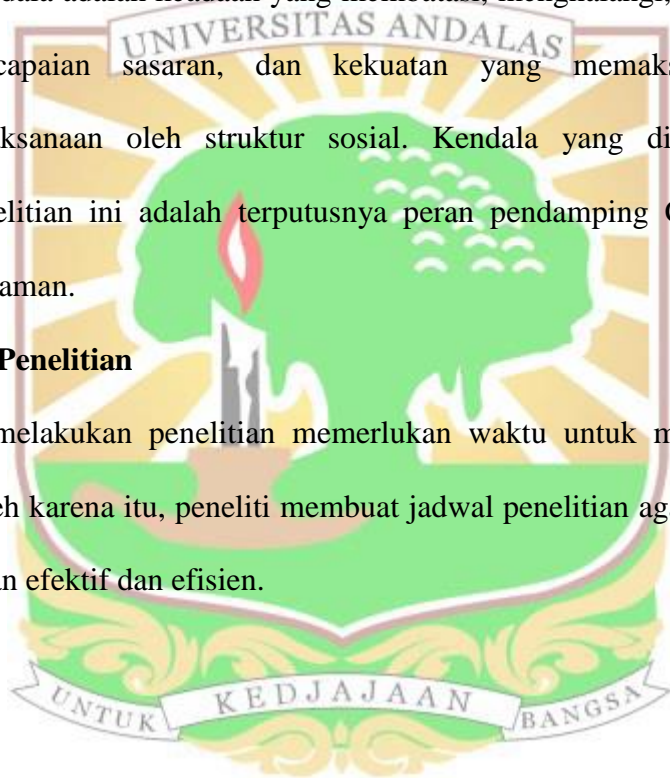 adalah keadaan yang membatasi, menghalangi,
UNIVERSITAS ANDALAS
capaian sasaran, dan kekuatan yang memaks
ksanaan oleh struktur sosial. Kendala yang di
elitian ini adalah terputusnya peran pendamping
aman.
Penelitian
melakukan penelitian memerlukan waktu untuk m
eh karena itu, peneliti membuat jadwal penelitian ag
an efektif dan efisien.
UNTUK KEDJAJAAN BANGSA